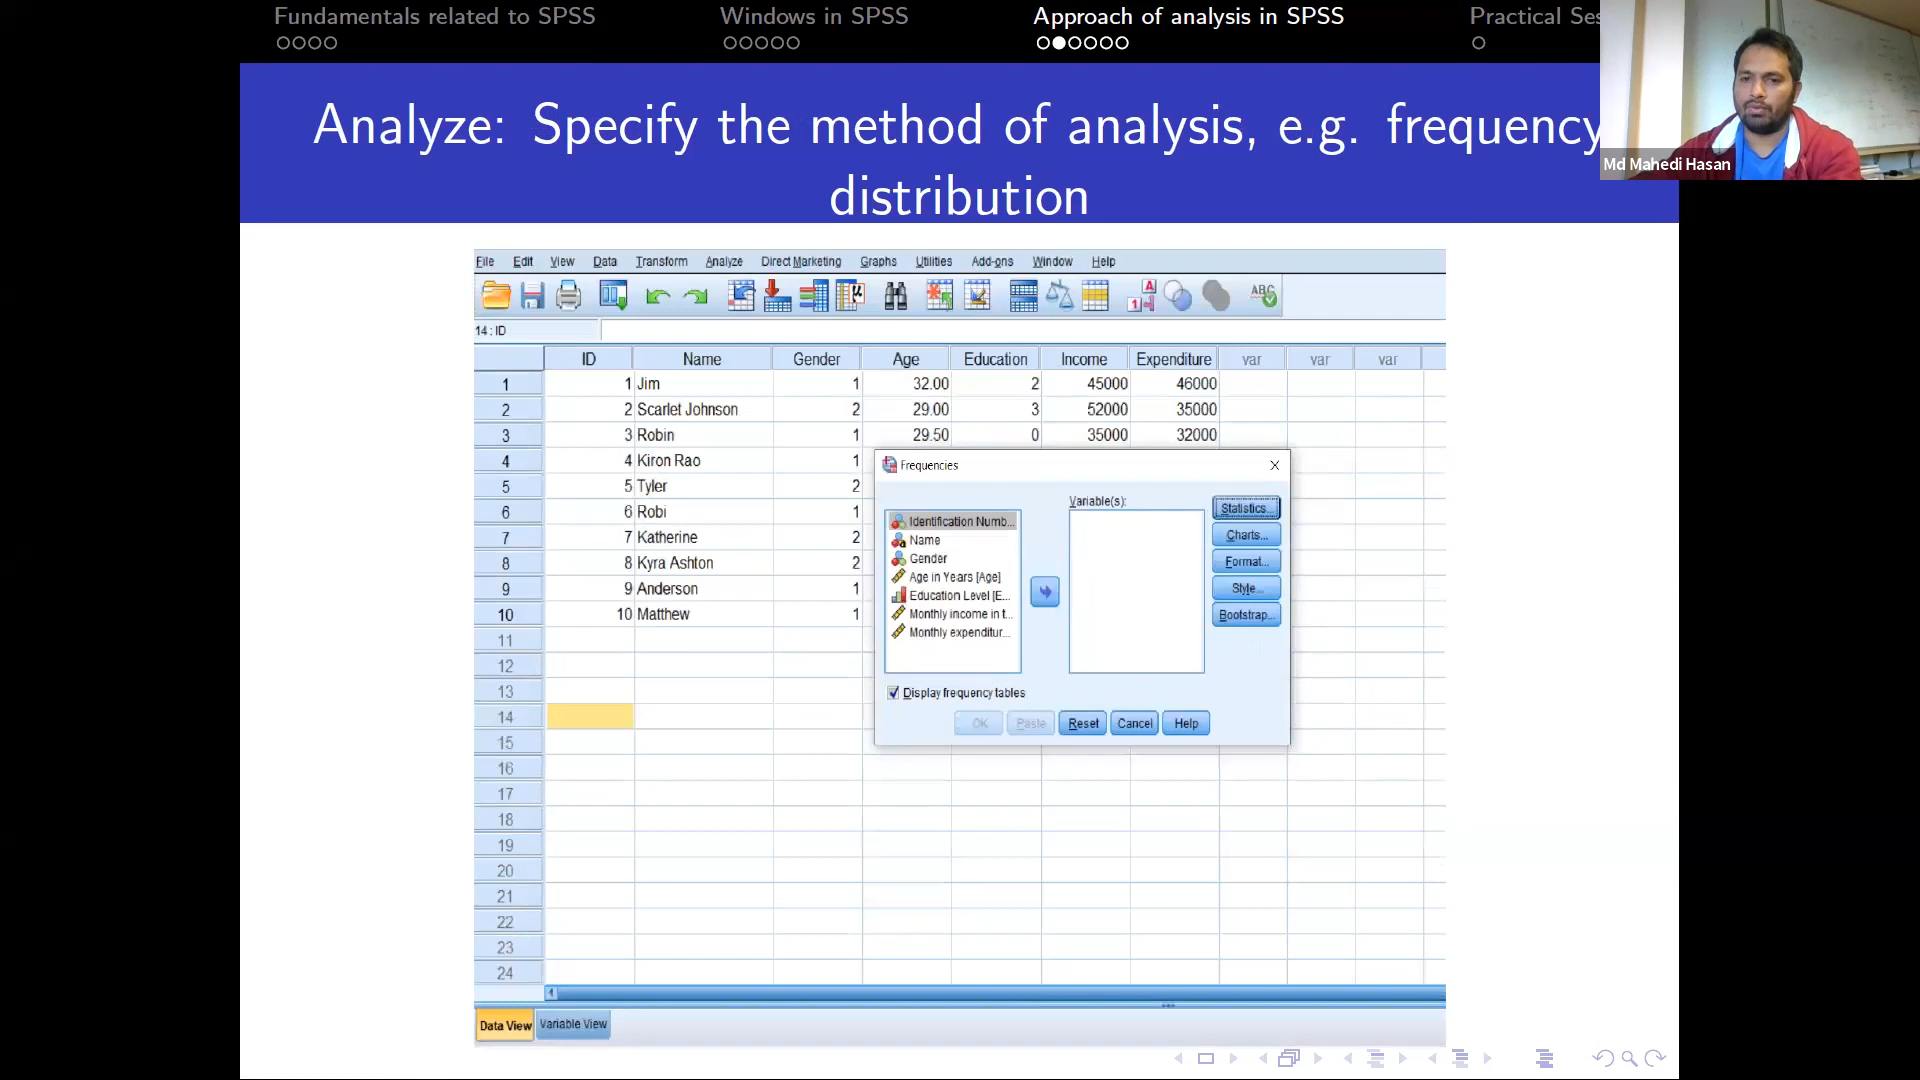 Fundamentals related to SPSS Windows in SPSS Approach of analysis in SPSS Practical Ses
Md Mahedi Hasan
Analyze: Specify the method of analysis, e.g. frequency
distribution
File Edit View Data Transform Analyze Direct Marketing Graphs Utilities Add-ons Window Help
14 : ID
ID Name Gender Age Education Income Expenditure var var var
1 1 Jim 1 32.00 2 45000 46000
2 2 Scarlet Johnson 2 29.00 3 52000 35000
3 3 Robin 1 29.50 0 35000 32000
4 4 Kiron Rao 1
5 5 Tyler 2
6 6 Robi 1
7 7 Katherine 2
8 8 Kyra Ashton 2
9 9 Anderson 1
10 10 Matthew 1
11
12
13
14
15
16
17
18
19
20
21
22
23
24
Frequencies
Variable(s):
Identification Numb...
Name
Gender
Age in Years [Age]
Education Level [E...
Monthly income in t...
Monthly expenditur...
Statistics...
Charts...
Format...
Style...
Bootstrap...
Display frequency tables
OK Paste Reset Cancel Help
Data View Variable View